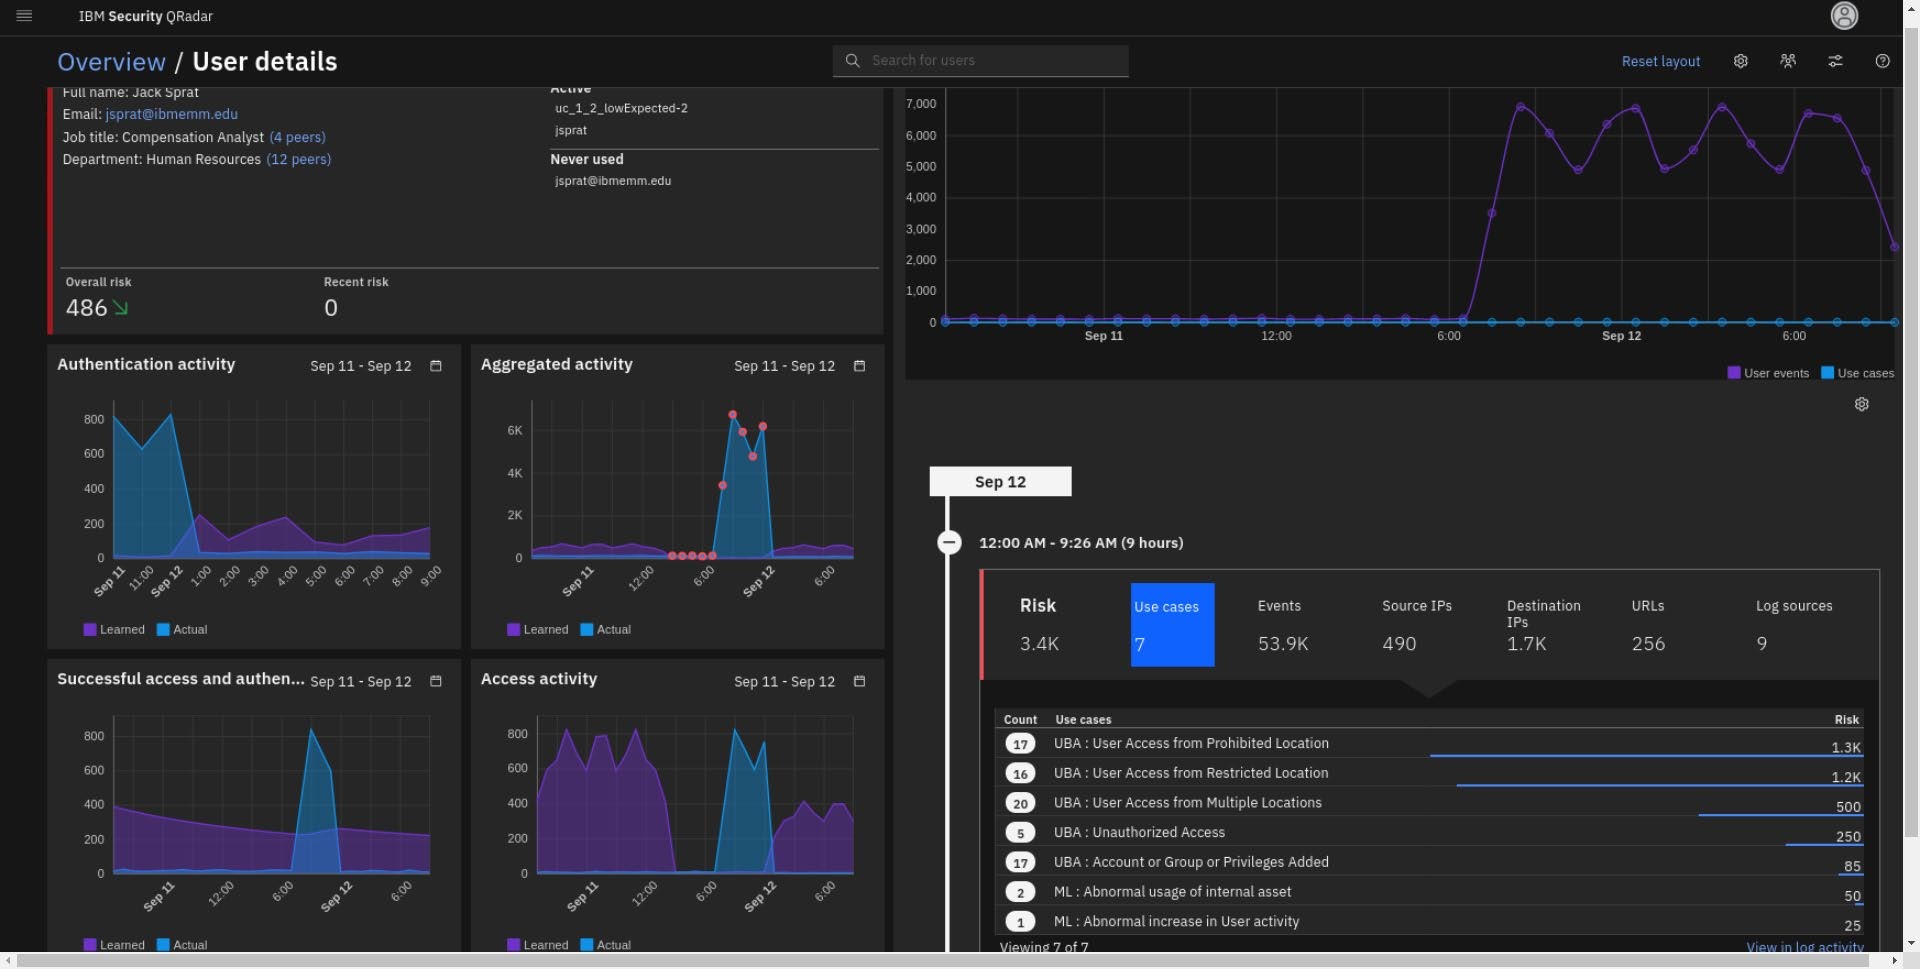 IBM Security QRadar
Overview / User details
Search for users
Reset layout
Full name: Jack Sprat
Email: jsprat@ibmemm.edu
Job title: Compensation Analyst (4 peers)
Department: Human Resources (12 peers)
Active
uc_1_2_lowExpected-2
jsprat
Never used
jsprat@ibmemm.edu
Overall risk
486
Recent risk
0
7,000
6,000
5,000
4,000
3,000
2,000
1,000
0
Sep 11 12:00 6:00 Sep 12 6:00
User events Use cases
Authentication activity Sep 11 - Sep 12
800
600
400
200
0
Sep 11 11:00 Sep 12 1:00 2:00 3:00 4:00 5:00 6:00 7:00 8:00 9:00
Learned Actual
Aggregated activity Sep 11 - Sep 12
6K
4K
2K
0
Sep 11 12:00 6:00 Sep 12 6:00
Learned Actual
Successful access and authen... Sep 11 - Sep 12
800
600
400
200
0
Sep 11 12:00 6:00 Sep 12 6:00
Learned Actual
Access activity Sep 11 - Sep 12
800
600
400
200
0
Sep 11 12:00 6:00 Sep 12 6:00
Learned Actual
Sep 12
12:00 AM - 9:26 AM (9 hours)
Risk
3.4K
Use cases
7
Events
53.9K
Source IPs
490
Destination
IPs
1.7K
URLs
256
Log sources
9
Count Use cases Risk
17 UBA : User Access from Prohibited Location 1.3K
16 UBA : User Access from Restricted Location 1.2K
20 UBA : User Access from Multiple Locations 500
5 UBA : Unauthorized Access 250
17 UBA : Account or Group or Privileges Added 85
2 ML : Abnormal usage of internal asset 50
1 ML : Abnormal increase in User activity 25
Viewing 7 of 7 View in log activity